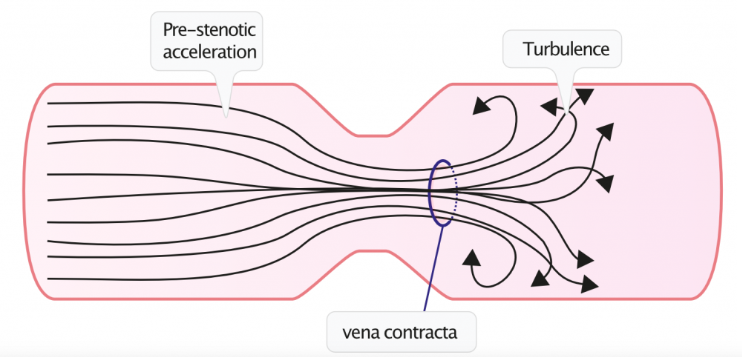 Pre-stenotic
acceleration
Turbulence
vena contracta